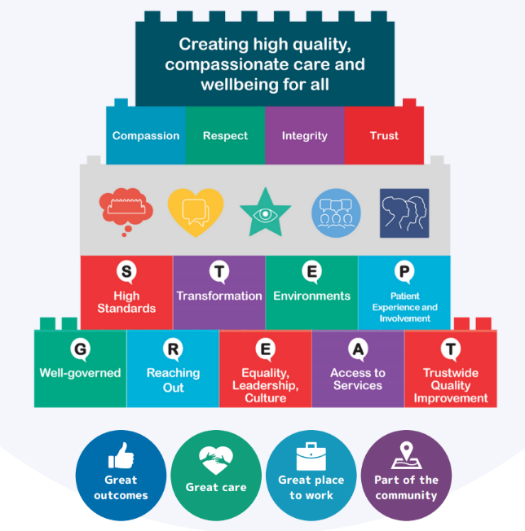 Creating high quality,
compassionate care and
wellbeing for all
Compassion Respect Integrity Trust
S T E P
High
Standards
Transformation
Environments
Patient
Experience and
Involvement
G R E A T
Well-governed
Reaching
Out
Equality,
Leadership,
Culture
Access to
Services
Trustwide
Quality
Improvement
Great
outcomes
Great care
Great place
to work
Part of the
community